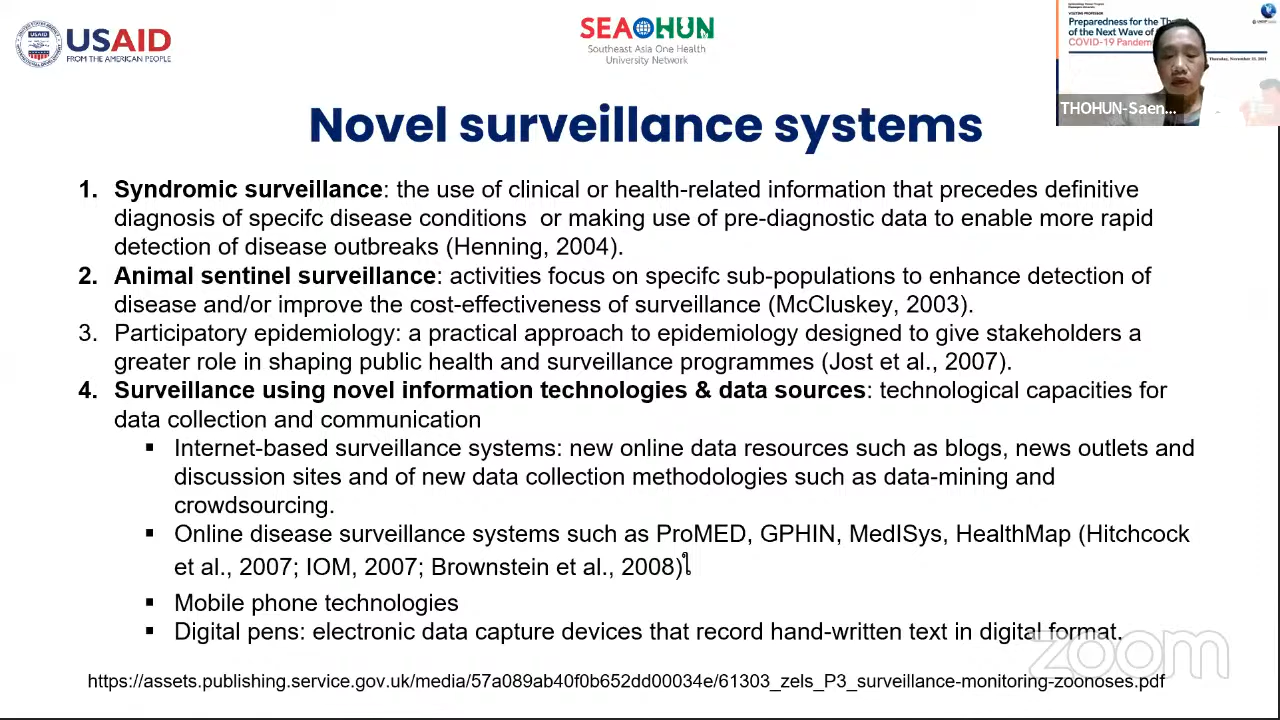 USAID
FROM THE AMERICAN PEOPLE
SEAOHUN
Southeast Asia One Health
University Network
Preparedness for the
of the Next Wave of
COVID-19 Pandem
Thursday, November
THOHUN-Saen...
Novel surveillance systems
1. Syndromic surveillance: the use of clinical or health-related information that precedes definitive
diagnosis of specifc disease conditions or making use of pre-diagnostic data to enable more rapid
detection of disease outbreaks (Henning, 2004).
2. Animal sentinel surveillance: activities focus on specifc sub-populations to enhance detection of
disease and/or improve the cost-effectiveness of surveillance (McCluskey, 2003).
3. Participatory epidemiology: a practical approach to epidemiology designed to give stakeholders a
greater role in shaping public health and surveillance programmes (Jost et al., 2007).
4. Surveillance using novel information technologies & data sources: technological capacities for
data collection and communication
▪ Internet-based surveillance systems: new online data resources such as blogs, news outlets and
discussion sites and of new data collection methodologies such as data-mining and
crowdsourcing.
▪ Online disease surveillance systems such as ProMED, GPHIN, MedISys, HealthMap (Hitchcock
et al., 2007; IOM, 2007; Brownstein et al., 2008)ใ
▪ Mobile phone technologies
▪ Digital pens: electronic data capture devices that record hand-written text in digital format.
zoom
https://assets.publishing.service.gov.uk/media/57a089ab40f0b652dd00034e/61303_zels_P3_surveillance-monitoring-zoonoses.pdf